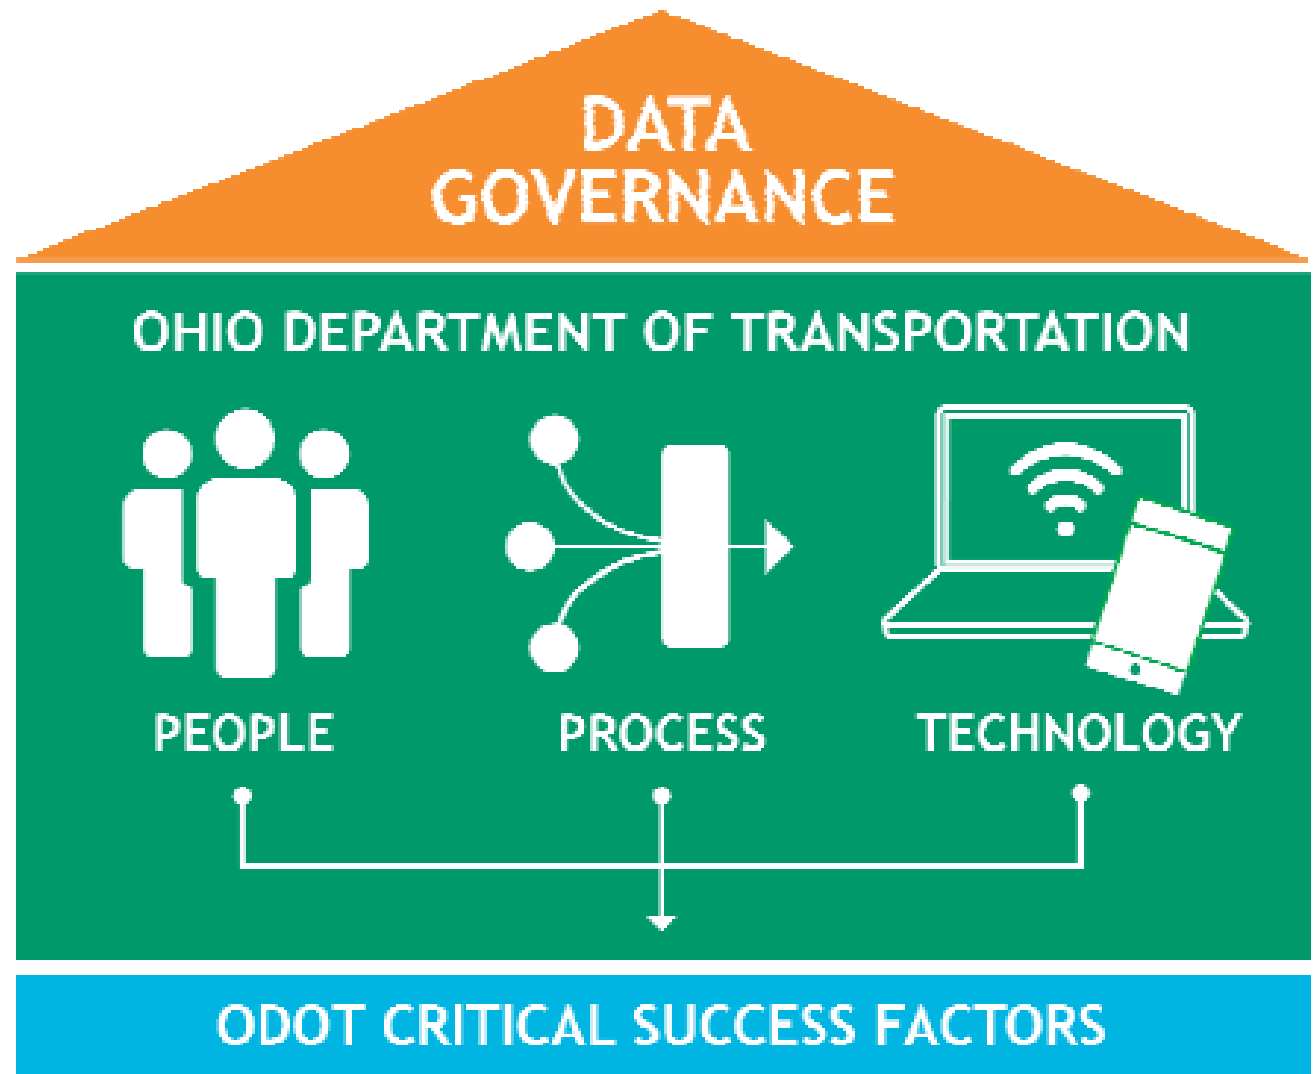 DATA
GOVERNANCE
OHIO DEPARTMENT OF TRANSPORTATION
PEOPLE
PROCESS
TECHNOLOGY
ODOT CRITICAL SUCCESS FACTORS